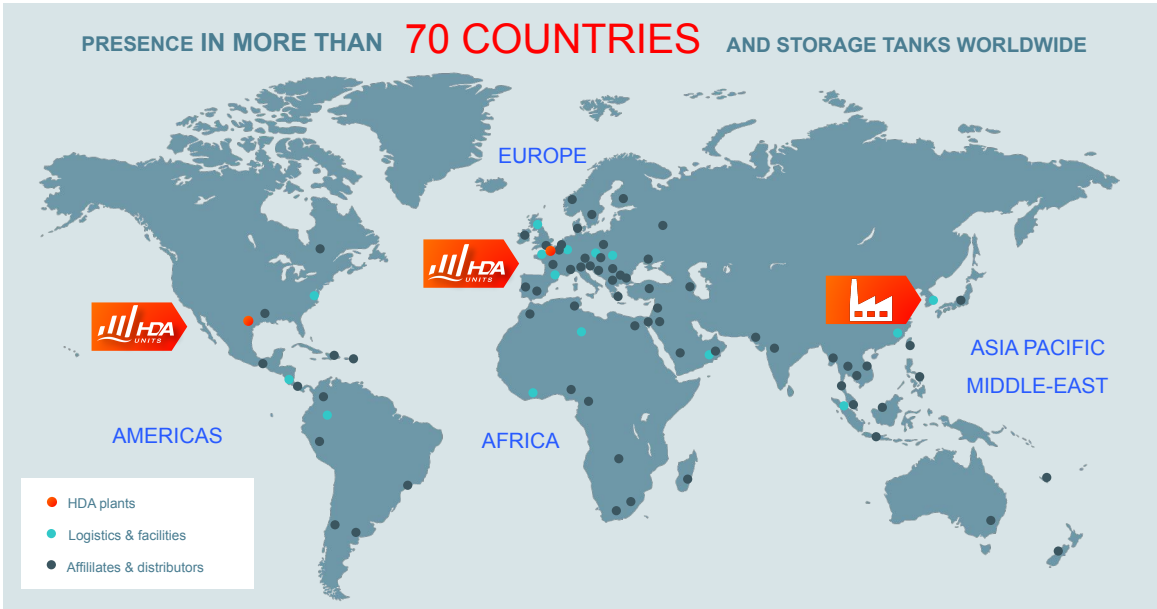 PRESENCE IN MORE THAN 70 COUNTRIES AND STORAGE TANKS WORLDWIDE
EUROPE
HDA
UNITS
HDA
UNITS
ASIA PACIFIC
MIDDLE-EAST
AMERICAS
AFRICA
HDA plants
Logistics & facilities
Affililates & distributors